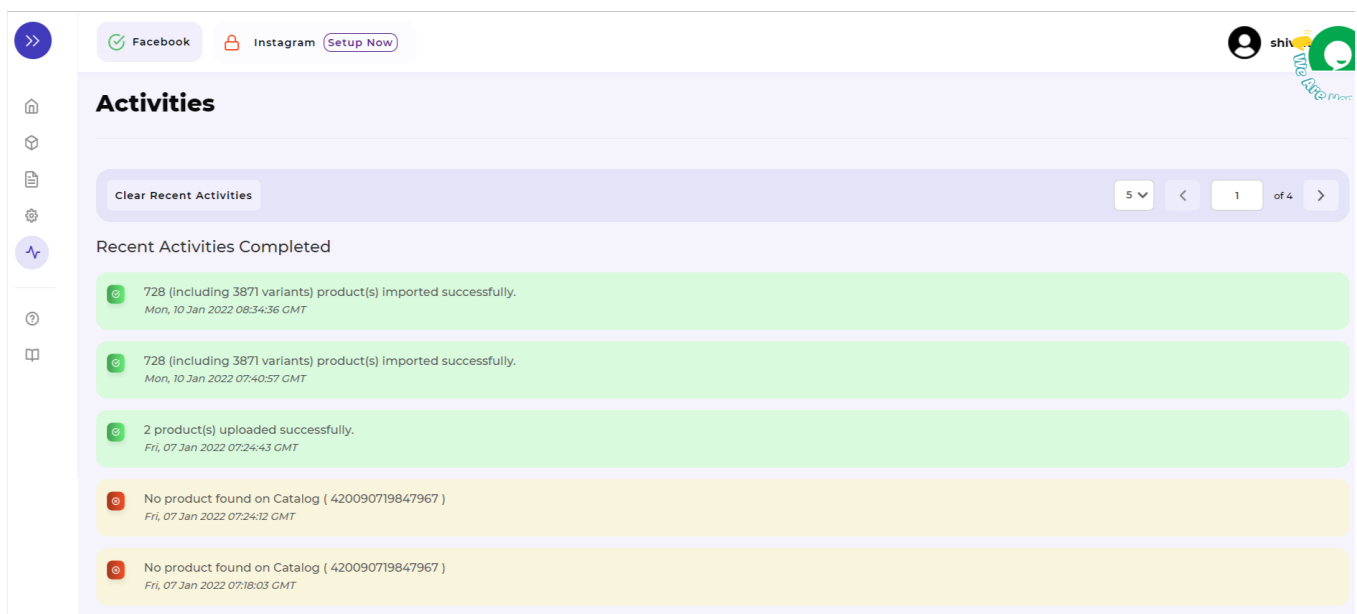 Facebook
Instagram Setup Now
We Are
Activities
Clear Recent Activities
5 1 of 4
Recent Activities Completed
728 (including 3871 variants) product(s) imported successfully.
Mon, 10 Jan 2022 08:34:36 GMT
728 (including 3871 variants) product(s) imported successfully.
Mon, 10 Jan 2022 07:40:57 GMT
2 product(s) uploaded successfully.
Fri, 07 Jan 2022 07:24:43 GMT
No product found on Catalog ( 420090719847967 )
Fri, 07 Jan 2022 07:24:12 GMT
No product found on Catalog ( 420090719847967 )
Fri, 07 Jan 2022 07:18:03 GMT